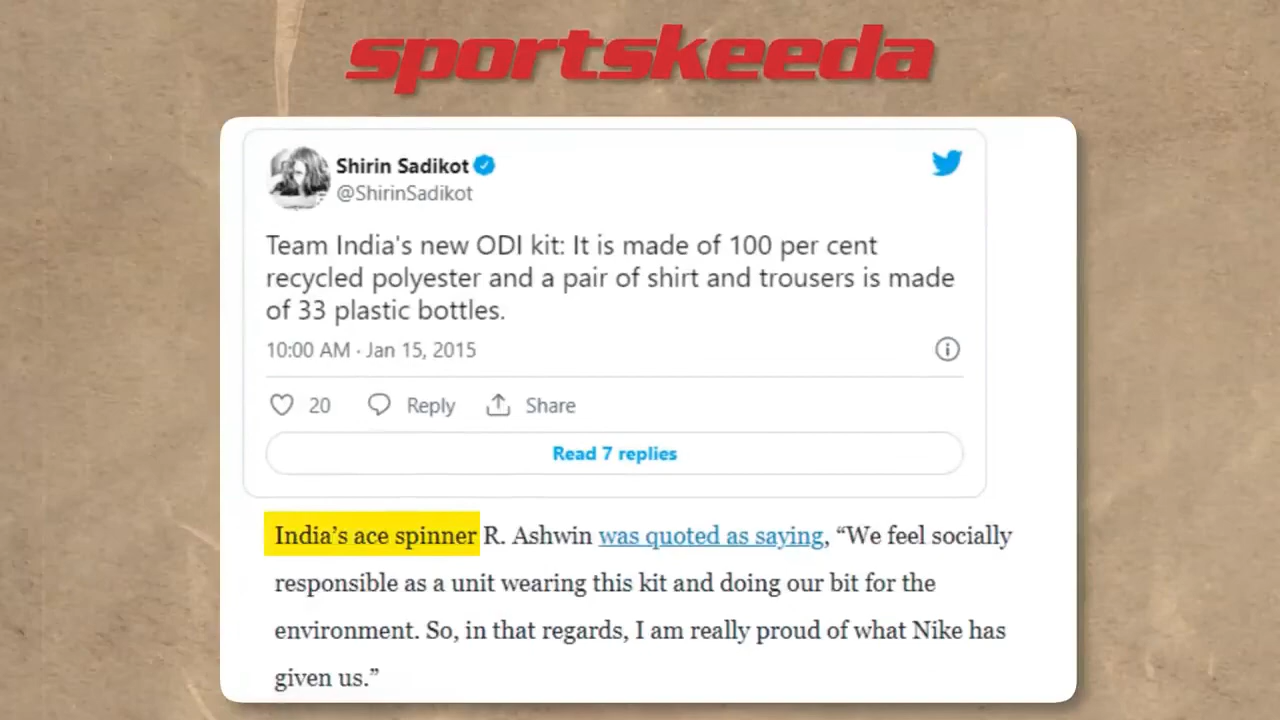 sportskeeda
Shirin Sadikot
@ShirinSadikot
Team India's new ODI kit: It is made of 100 per cent
recycled polyester and a pair of shirt and trousers is made
of 33 plastic bottles.
10:00 AM · Jan 15, 2015
20 Reply Share
Read 7 replies
India’s ace spinner R. Ashwin was quoted as saying, “We feel socially
responsible as a unit wearing this kit and doing our bit for the
environment. So, in that regards, I am really proud of what Nike has
given us.”